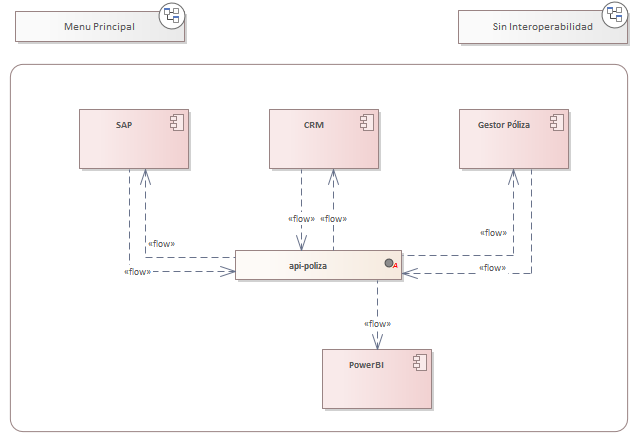 Menu Principal
Sin Interoperabilidad
SAP
CRM
Gestor Póliza
«flow» «flow»
«flow»
«flow»
«flow»
«flow»
api-poliza
A
«flow»
PowerBI